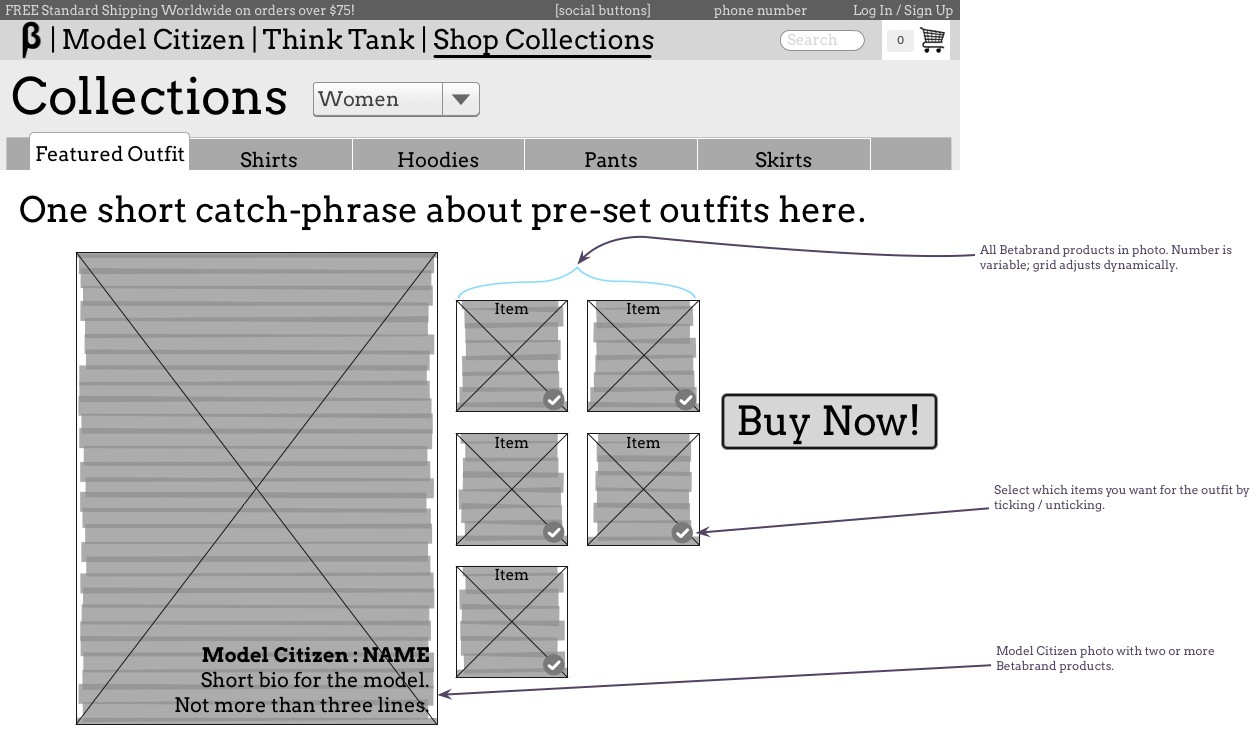 FREE Standard Shipping Worldwide on orders over $75! [social buttons] phone number Log In / Sign Up
β | Model Citizen | Think Tank | Shop Collections Search 0
Collections Women
Featured Outfit Shirts Hoodies Pants Skirts
One short catch-phrase about pre-set outfits here.
All Betabrand products in photo. Number is
variable; grid adjusts dynamically.
Item Item
Buy Now!
Item Item
Select which items you want for the outfit by
ticking / unticking.
Item
Model Citizen : NAME
Short bio for the model.
Not more than three lines.
Model Citizen photo with two or more
Betabrand products.